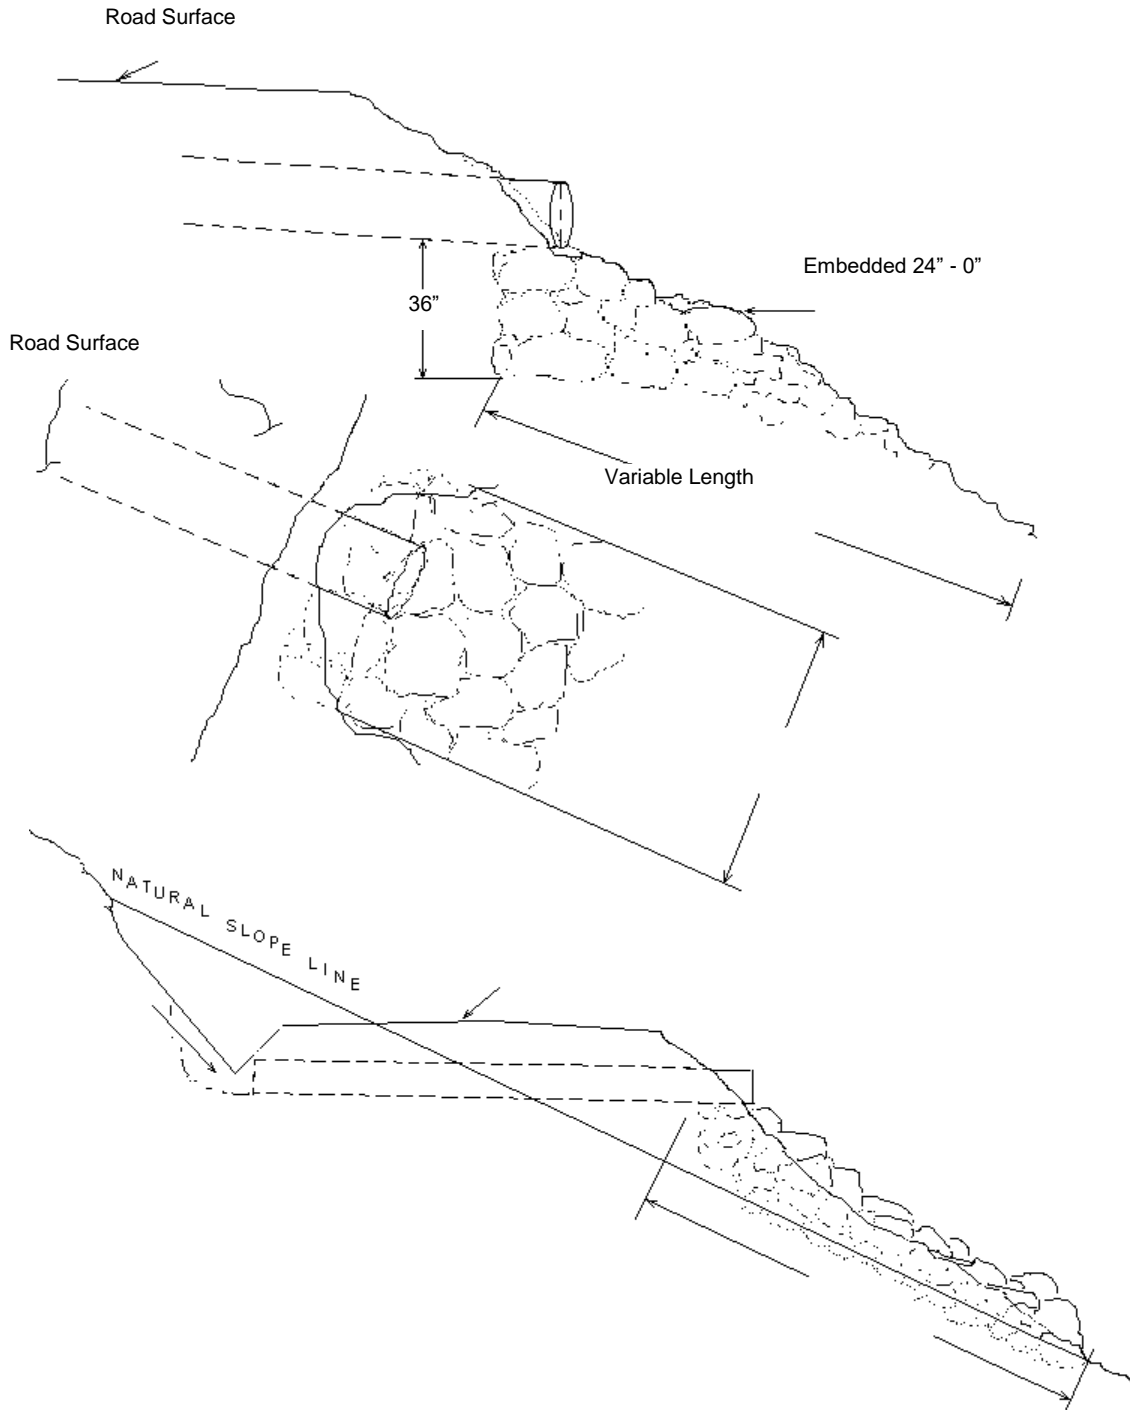 Road Surface
Embedded 24” - 0”
36”
Road Surface
Variable Length
NATURAL SLOPE LINE